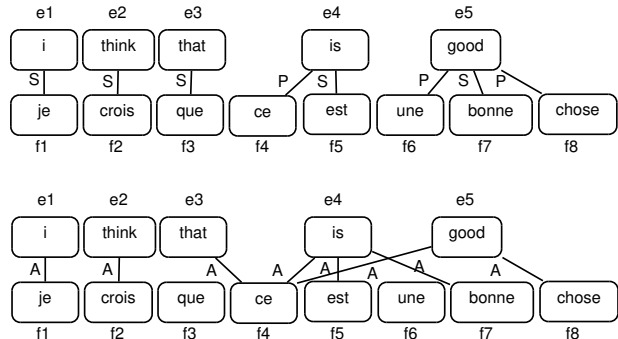 e1 e2 e3 e4 e5
i think that is good
S S S P S P S P
je crois que ce est une bonne chose
f1 f2 f3 f4 f5 f6 f7 f8
e1 e2 e3 e4 e5
i think that is good
A A A A A A A A
je crois que ce est une bonne chose
f1 f2 f3 f4 f5 f6 f7 f8